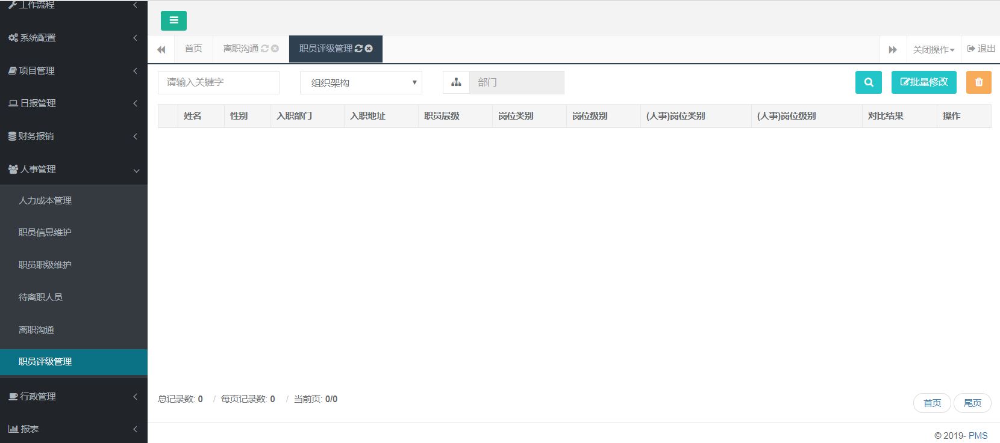 工作流程
系统配置
项目管理
日报管理
财务报销
人事管理
人力成本管理
职员信息维护
职员职级维护
待离职人员
离职沟通
职员评级管理
行政管理
报表
首页 离职沟通 职员评级管理 关闭操作 退出
请输入关键字 组织架构 部门 批量修改
姓名 性别 入职部门 入职地址 职员层级 岗位类别 岗位级别 (人事)岗位类别 (人事)岗位级别 对比结果 操作
总记录数: 0 / 每页记录数: 0 / 当前页: 0/0
首页 尾页
© 2019- PMS